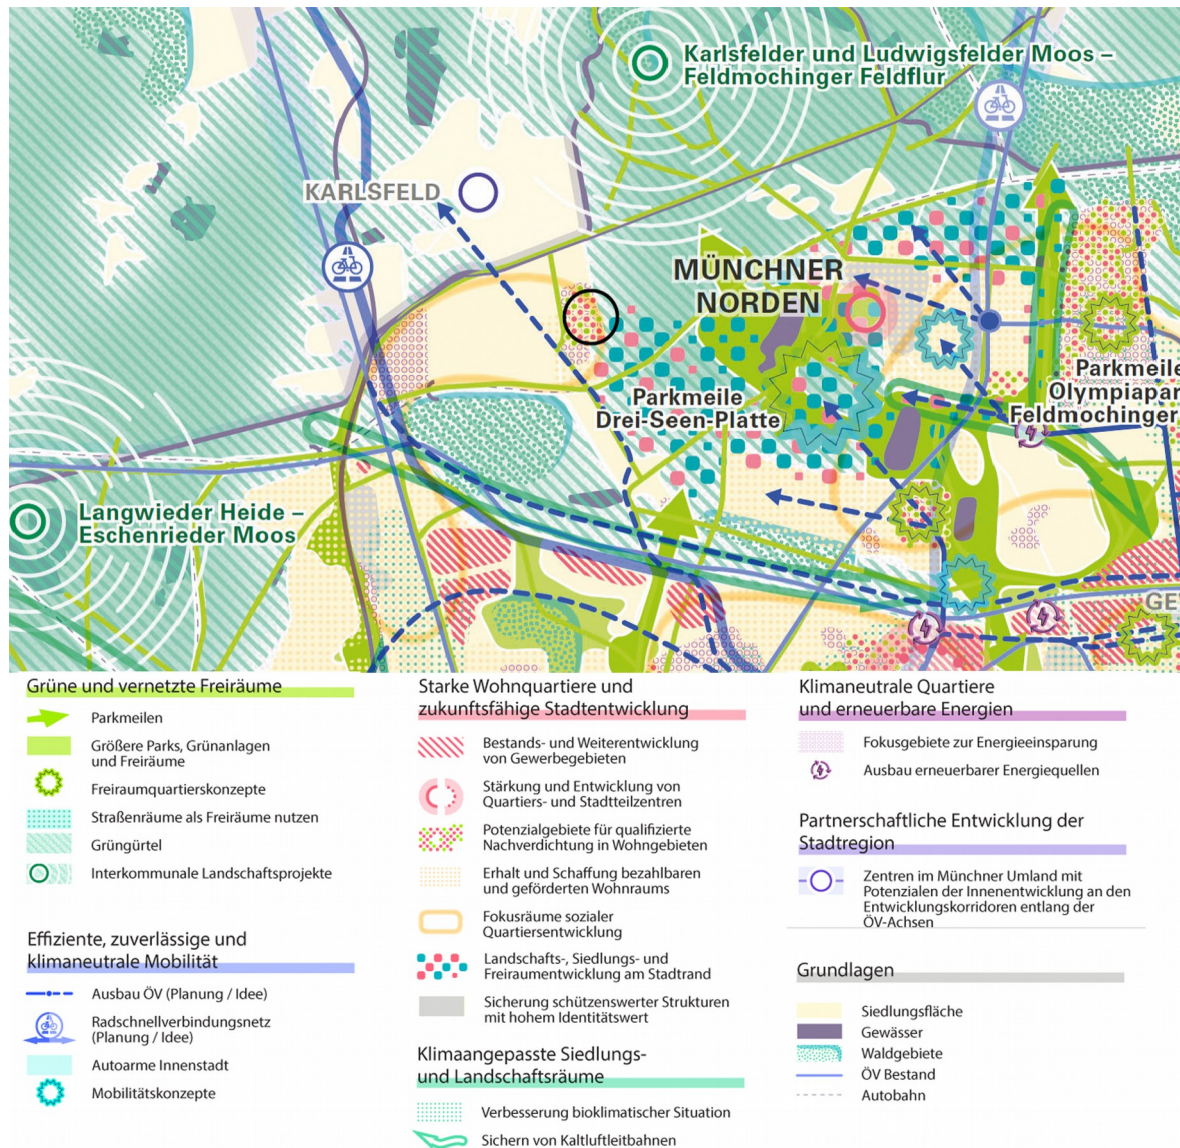 Karlsfelder und Ludwigsfelder Moos –
Feldmochinger Feldflur
KARLSFELD
MÜNCHNER
NORDEN
Parkmeile
Drei-Seen-Platte
Parkmeile
Olympiapar
Feldmochinger
Langwieder Heide –
Eschenrieder Moos
GE
Grüne und vernetzte Freiräume
Parkmeilen
Größere Parks, Grünanlagen
und Freiräume
Freiraumquartierskonzepte
Straßenräume als Freiräume nutzen
Grüngürtel
Interkommunale Landschaftsprojekte
Effiziente, zuverlässige und
klimaneutrale Mobilität
Ausbau ÖV (Planung / Idee)
Radschnellverbindungsnetz
(Planung / Idee)
Autoarme Innenstadt
Mobilitätskonzepte
Starke Wohnquartiere und
zukunftsfähige Stadtentwicklung
Bestands- und Weiterentwicklung
von Gewerbegebieten
Stärkung und Entwicklung von
Quartiers- und Stadtteilzentren
Potenzialgebiete für qualifizierte
Nachverdichtung in Wohngebieten
Erhalt und Schaffung bezahlbaren
und geförderten Wohnraums
Fokusräume sozialer
Quartiersentwicklung
Landschafts-, Siedlungs- und
Freiraumentwicklung am Stadtrand
Sicherung schützenswerter Strukturen
mit hohem Identitätswert
Klimaangepasste Siedlungs-
und Landschaftsräume
Verbesserung bioklimatischer Situation
Sichern von Kaltluftleitbahnen
Klimaneutrale Quartiere
und erneuerbare Energien
Fokusgebiete zur Energieeinsparung
Ausbau erneuerbarer Energiequellen
Partnerschaftliche Entwicklung der
Stadtregion
Zentren im Münchner Umland mit
Potenzialen der Innenentwicklung an den
Entwicklungskorridoren entlang der
ÖV-Achsen
Grundlagen
Siedlungsfläche
Gewässer
Waldgebiete
ÖV Bestand
Autobahn